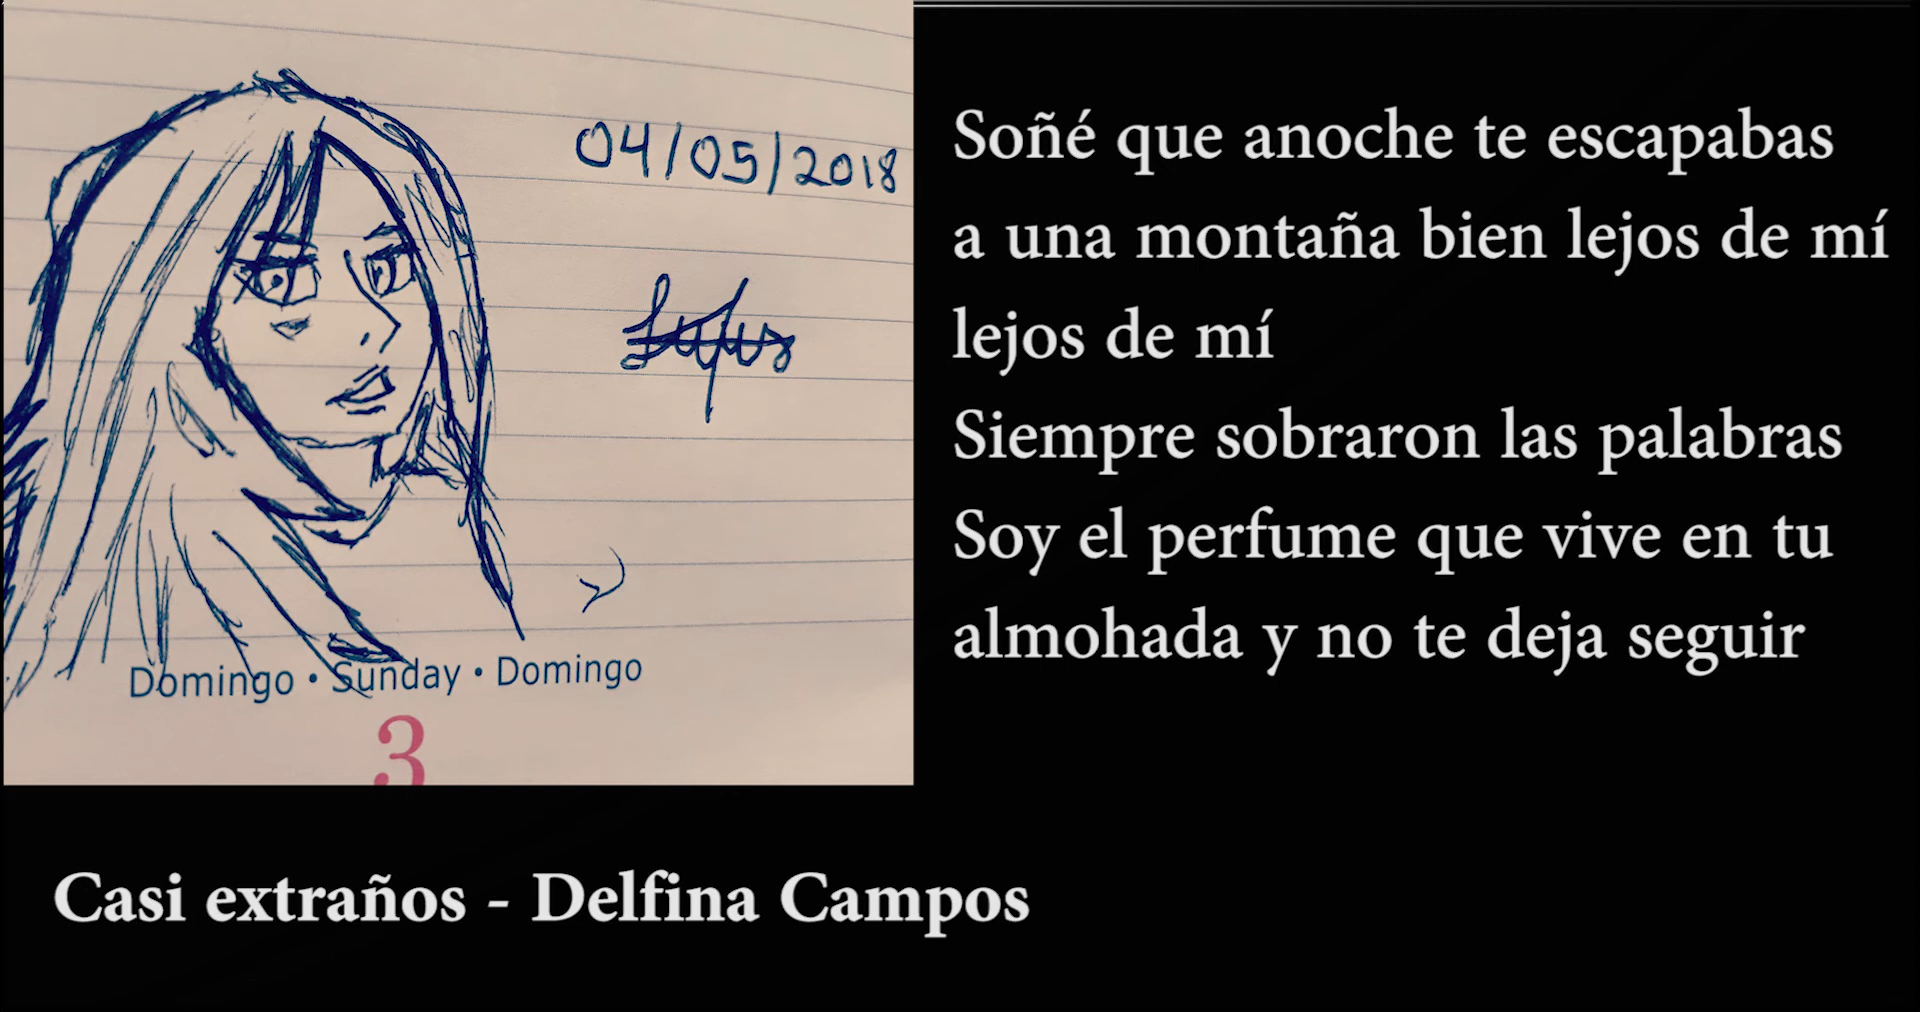 04/05/2018
Domingo • Sunday • Domingo
3
Soñé que anoche te escapabas
a una montaña bien lejos de mí
lejos de mí
Siempre sobraron las palabras
Soy el perfume que vive en tu
almohada y no te deja seguir
Casi extraños - Delfina Campos